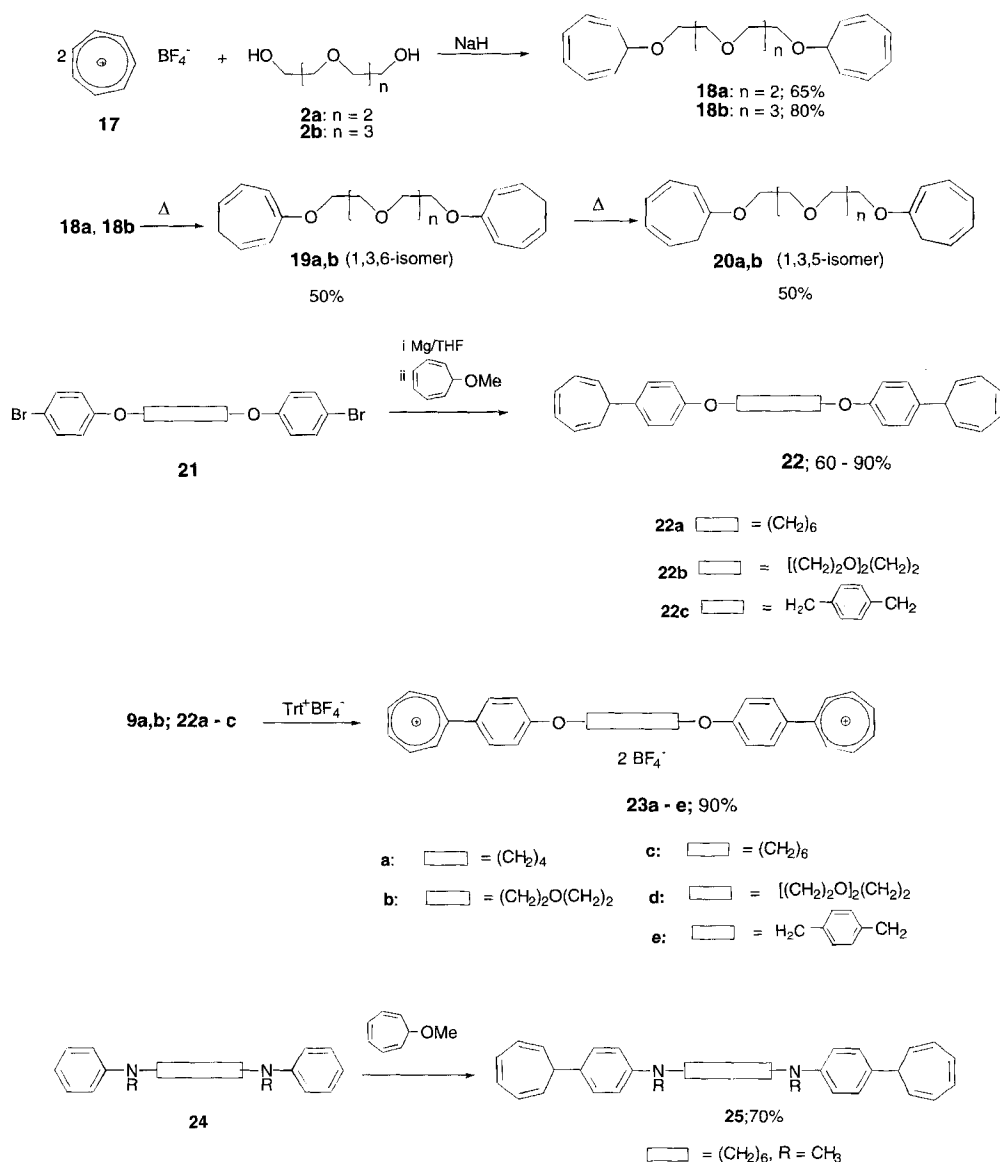 2 BF₄⁻ + HO O OH n NaH O O n O
17
2a: n = 2
2b: n = 3
18a: n = 2; 65%
18b: n = 3; 80%
18a, 18b Δ O O n O Δ O O n O
19a,b (1,3,6-isomer)
50%
20a,b (1,3,5-isomer)
50%
i Mg/THF
ii OMe
Br O O Br O O
21
22; 60 - 90%
22a = (CH₂)₆
22b = [(CH₂)₂O]₂(CH₂)₂
22c = H₂C CH₂
9a,b; 22a - c Trt⁺BF₄⁻ O O
2 BF₄⁻
23a - e; 90%
a: = (CH₂)₄
c: = (CH₂)₆
b: = (CH₂)₂O(CH₂)₂
d: = [(CH₂)₂O]₂(CH₂)₂
e: = H₂C CH₂
OMe
N R N R N R N R
24
25;70%
= (CH₂)₆, R = CH₃